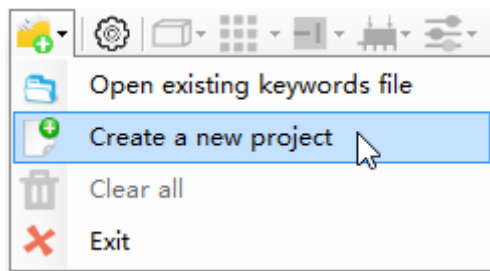 Open existing keywords file
Create a new project
Clear all
Exit